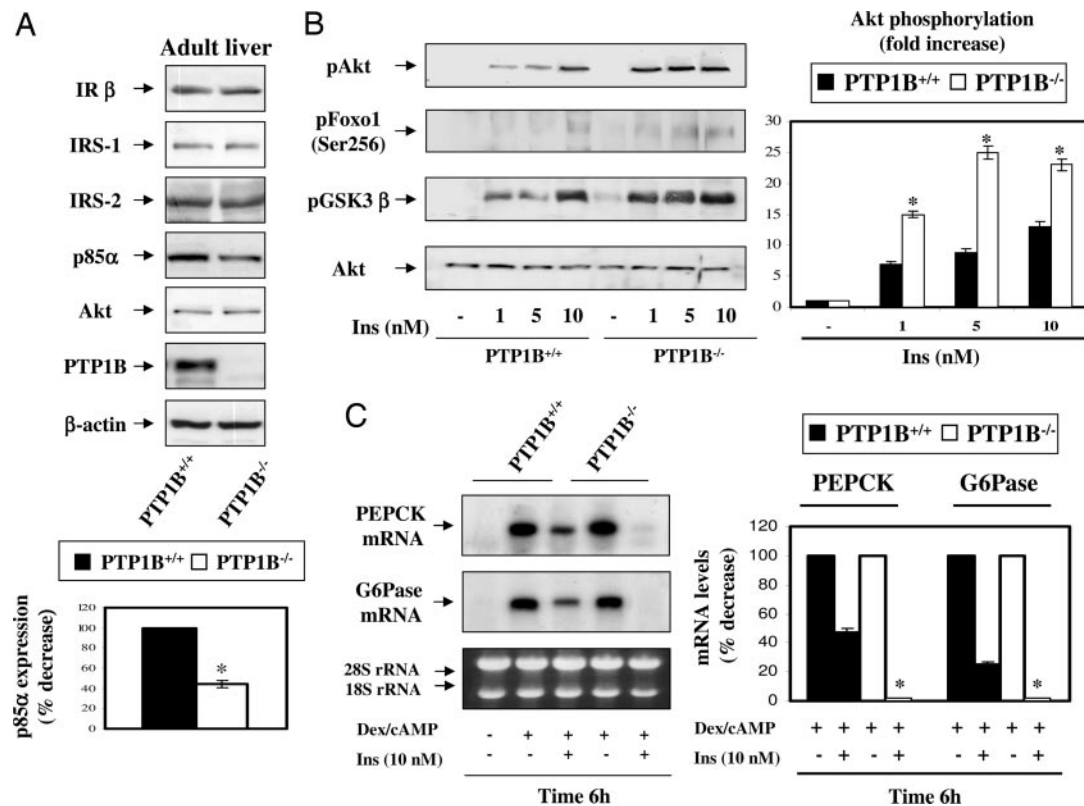 A
Adult liver
IR β
IRS-1
IRS-2
p85α
Akt
PTP1B
β-actin
PTP1B+/+
PTP1B-/-
PTP1B+/+ PTP1B-/-
p85α expression
(% decrease)
120
100
80
60
40
20
0
*
B
pAkt
pFoxo1
(Ser256)
pGSK3 β
Akt
Ins (nM)
- 1 5 10 - 1 5 10
PTP1B+/+ PTP1B-/-
Akt phosphorylation
(fold increase)
PTP1B+/+ PTP1B-/-
30
25
20
15
10
5
0
* * *
- 1 5 10
Ins (nM)
C
PTP1B+/+ PTP1B-/-
PEPCK
mRNA
G6Pase
mRNA
28S rRNA
18S rRNA
Dex/cAMP - + + + +
Ins (10 nM) - - + - +
Time 6h
PTP1B+/+ PTP1B-/-
PEPCK G6Pase
mRNA levels
(% decrease)
120
100
80
60
40
20
0
* *
Dex/cAMP + + + + + + + +
Ins (10 nM) - + - + - + - +
Time 6h